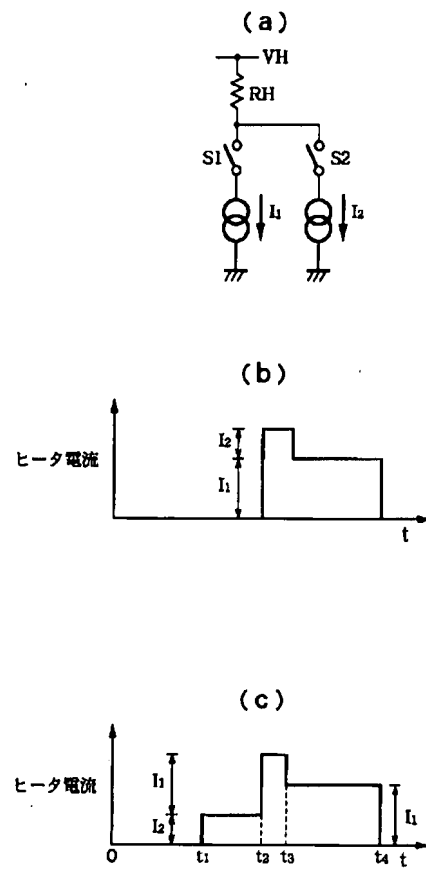 (a)
VH
RH
S1
S2
I₁
I₂
(b)
I₂
ヒータ電流
I₁
t
(c)
I₁
ヒータ電流
I₂
I₁
0
t₁
t₂
t₃
t₄
t